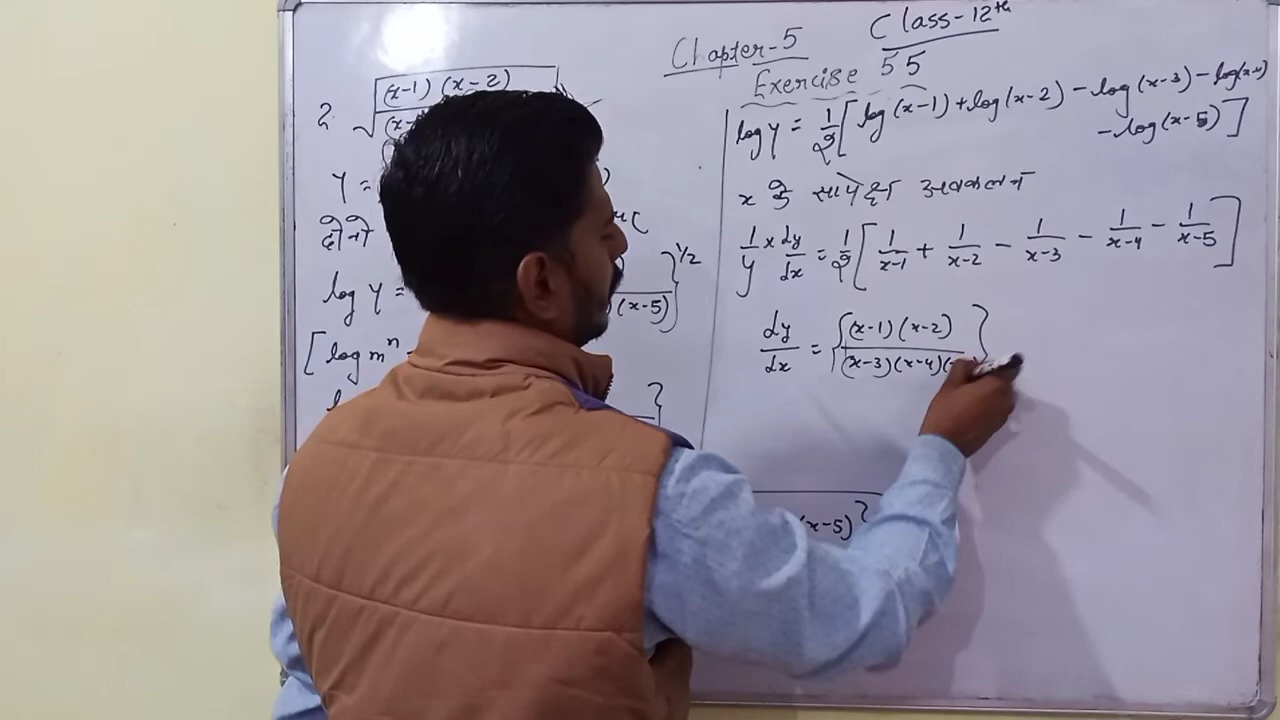 Chapter-5 Class-12th
Exercise 5 5
2. √(x-1) (x-2)
(x-
y =
दोनो
log y =
}^1/2
(x-5)
[log m^n
log y = 1/2 [log (x-1) + log (x-2) - log (x-3) - log(x-4)
- log (x-5)]
x के सापेक्ष अवकलन
1/y × dy/dx = 1/2 [1/x-1 + 1/x-2 - 1/x-3 - 1/x-4 - 1/x-5]
dy/dx = {(x-1) (x-2) / (x-3) (x-4) (
(x-5)}